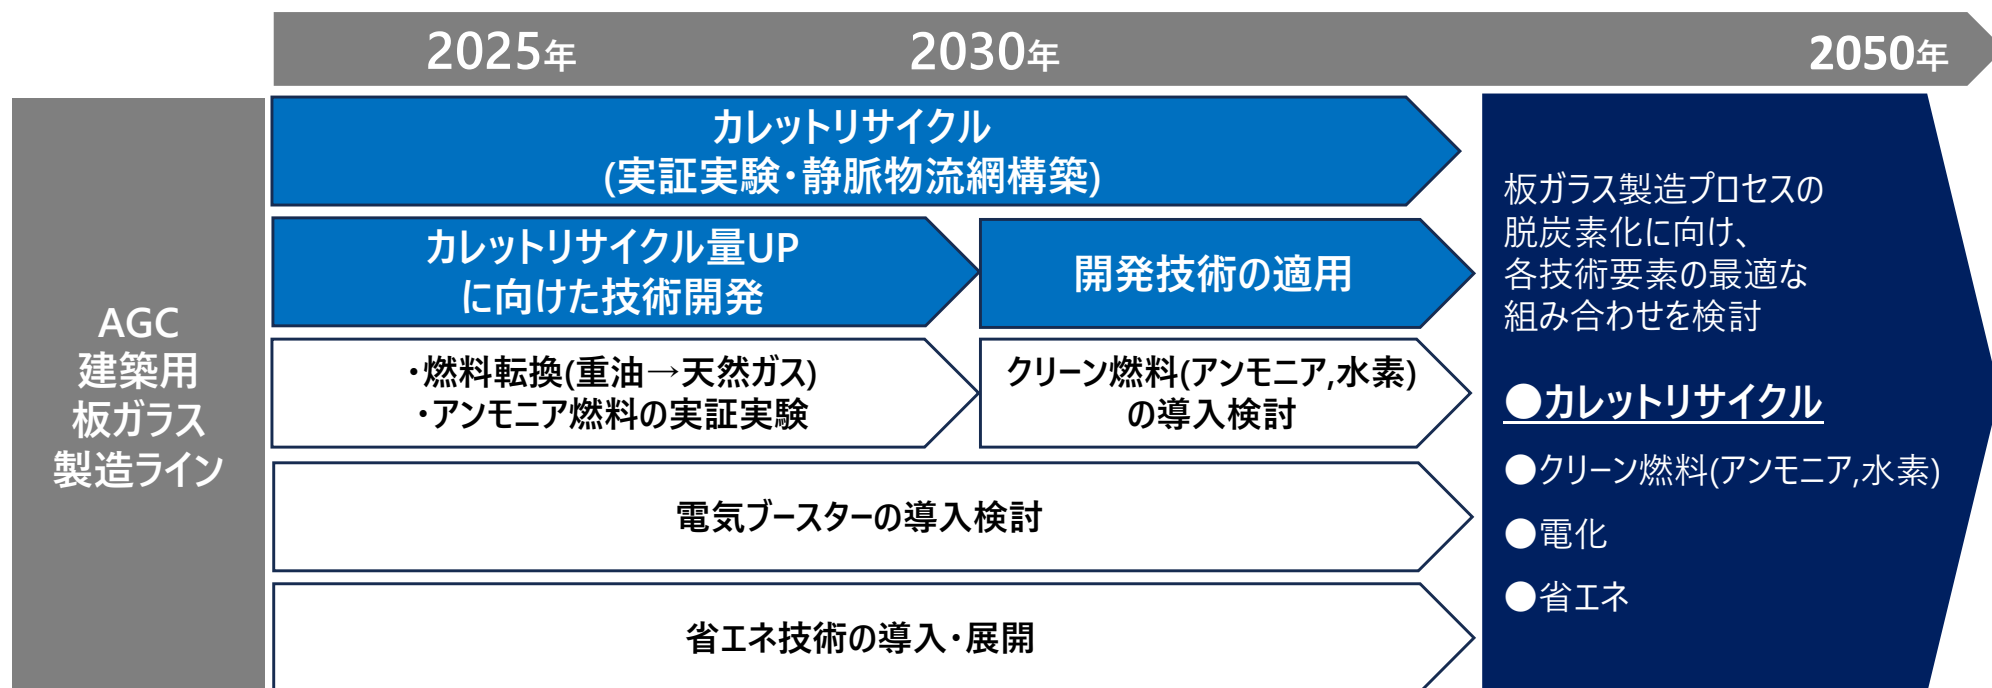 2025年
2030年
2050年
AGC
建築用
板ガラス
製造ライン
カレットリサイクル
(実証実験・静脈物流網構築)
カレットリサイクル量UP
に向けた技術開発
開発技術の適用
・燃料転換(重油→天然ガス)
・アンモニア燃料の実証実験
クリーン燃料(アンモニア,水素)
の導入検討
電気ブースターの導入検討
省エネ技術の導入・展開
板ガラス製造プロセスの
脱炭素化に向け、
各技術要素の最適な
組み合わせを検討
●カレットリサイクル
●クリーン燃料(アンモニア,水素)
●電化
●省エネ